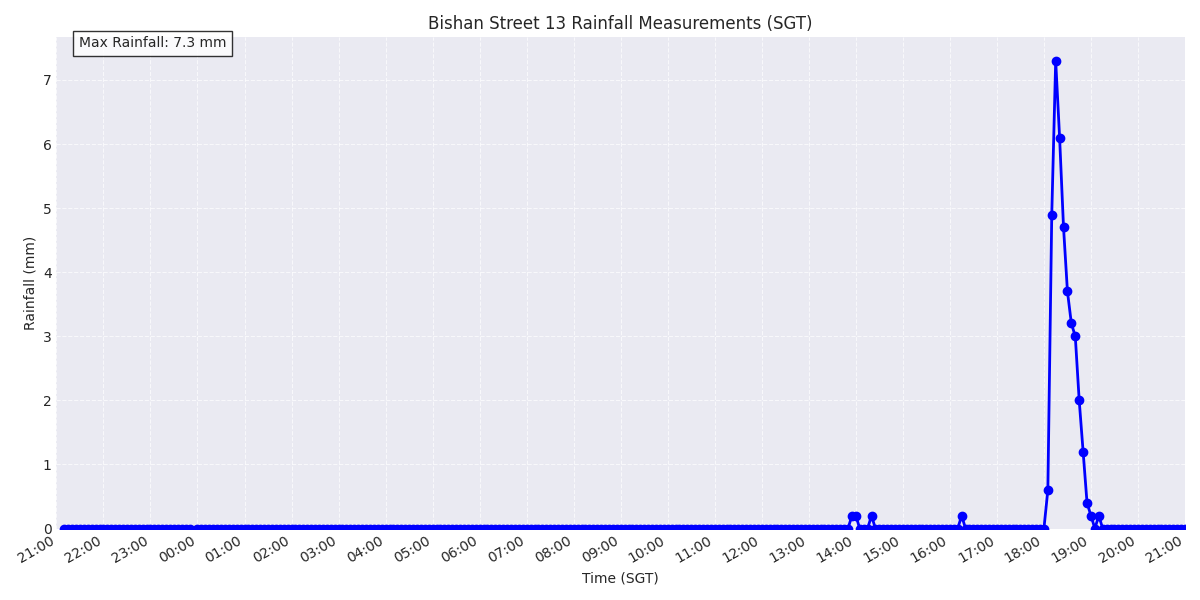 Bishan Street 13 Rainfall Measurements (SGT)
Max Rainfall: 7.3 mm
7
6
5
4
3
2
1
0
Rainfall (mm)
21:00 22:00 23:00 00:00 01:00 02:00 03:00 04:00 05:00 06:00 07:00 08:00 09:00 10:00 11:00 12:00 13:00 14:00 15:00 16:00 17:00 18:00 19:00 20:00 21:00
Time (SGT)